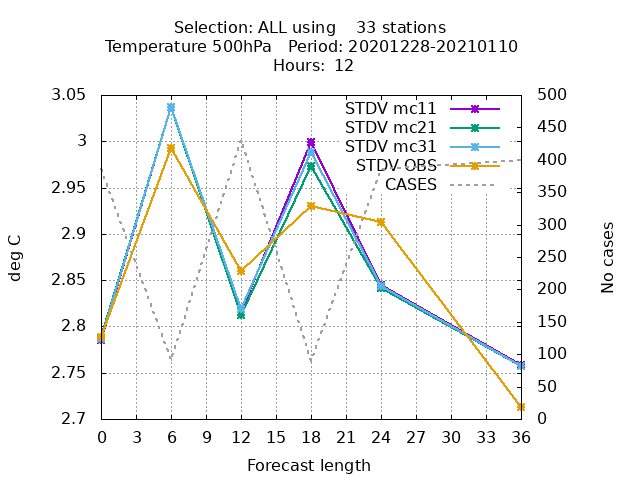 Selection: ALL using    33 stations
Temperature 500hPa   Period: 20201228-20210110
Hours: 12
3.05
3
2.95
2.9
2.85
2.8
2.75
2.7
deg C
STDV mc11
STDV mc21
STDV mc31
STDV OBS
CASES
500
450
400
350
300
250
200
150
100
50
0
No cases
0 3 6 9 12 15 18 21 24 27 30 33 36
Forecast length